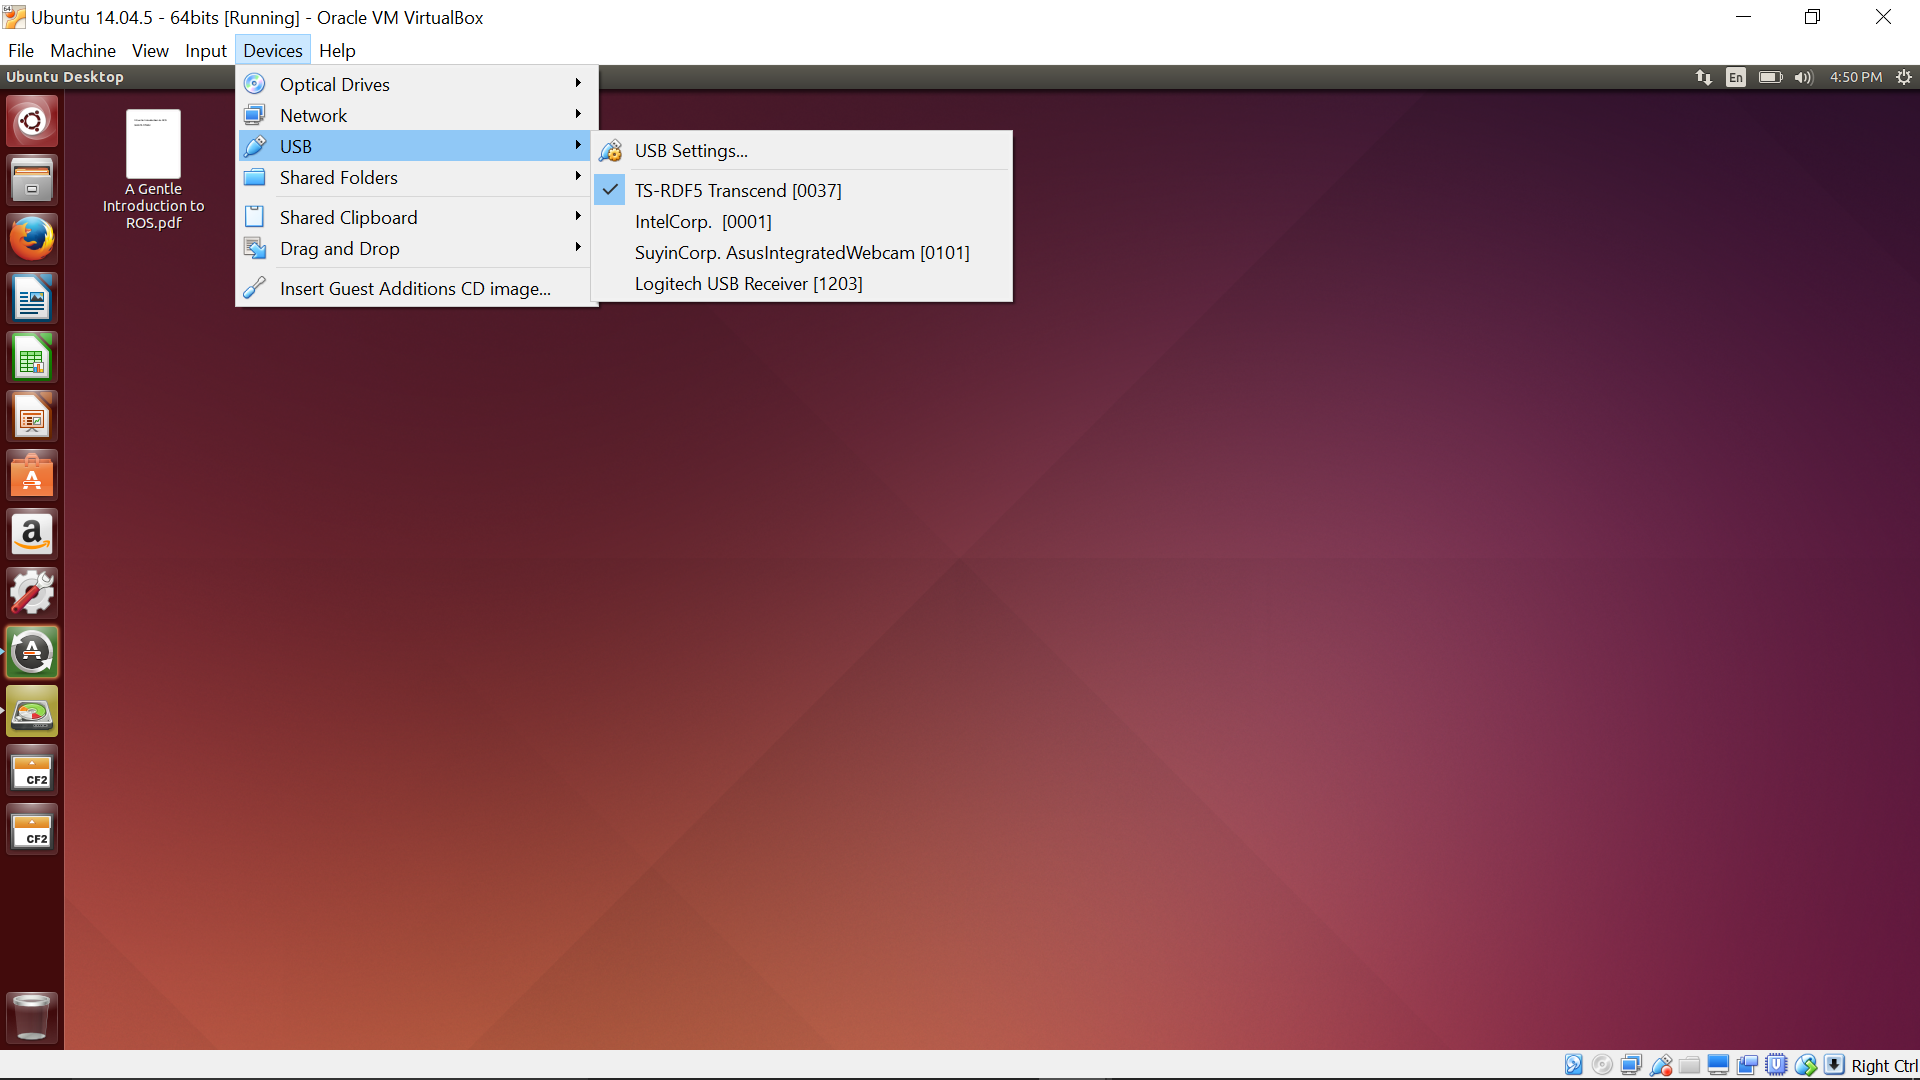 Ubuntu 14.04.5 - 64bits [Running] - Oracle VM VirtualBox
File Machine View Input Devices Help
Ubuntu Desktop
En
4:50 PM
Optical Drives
Network
USB
Shared Folders
Shared Clipboard
Drag and Drop
Insert Guest Additions CD image...
USB Settings...
TS-RDF5 Transcend [0037]
IntelCorp. [0001]
SuyinCorp. AsusIntegratedWebcam [0101]
Logitech USB Receiver [1203]
A Gentle
Introduction to
ROS.pdf
a
CF2
CF2
Right Ctrl